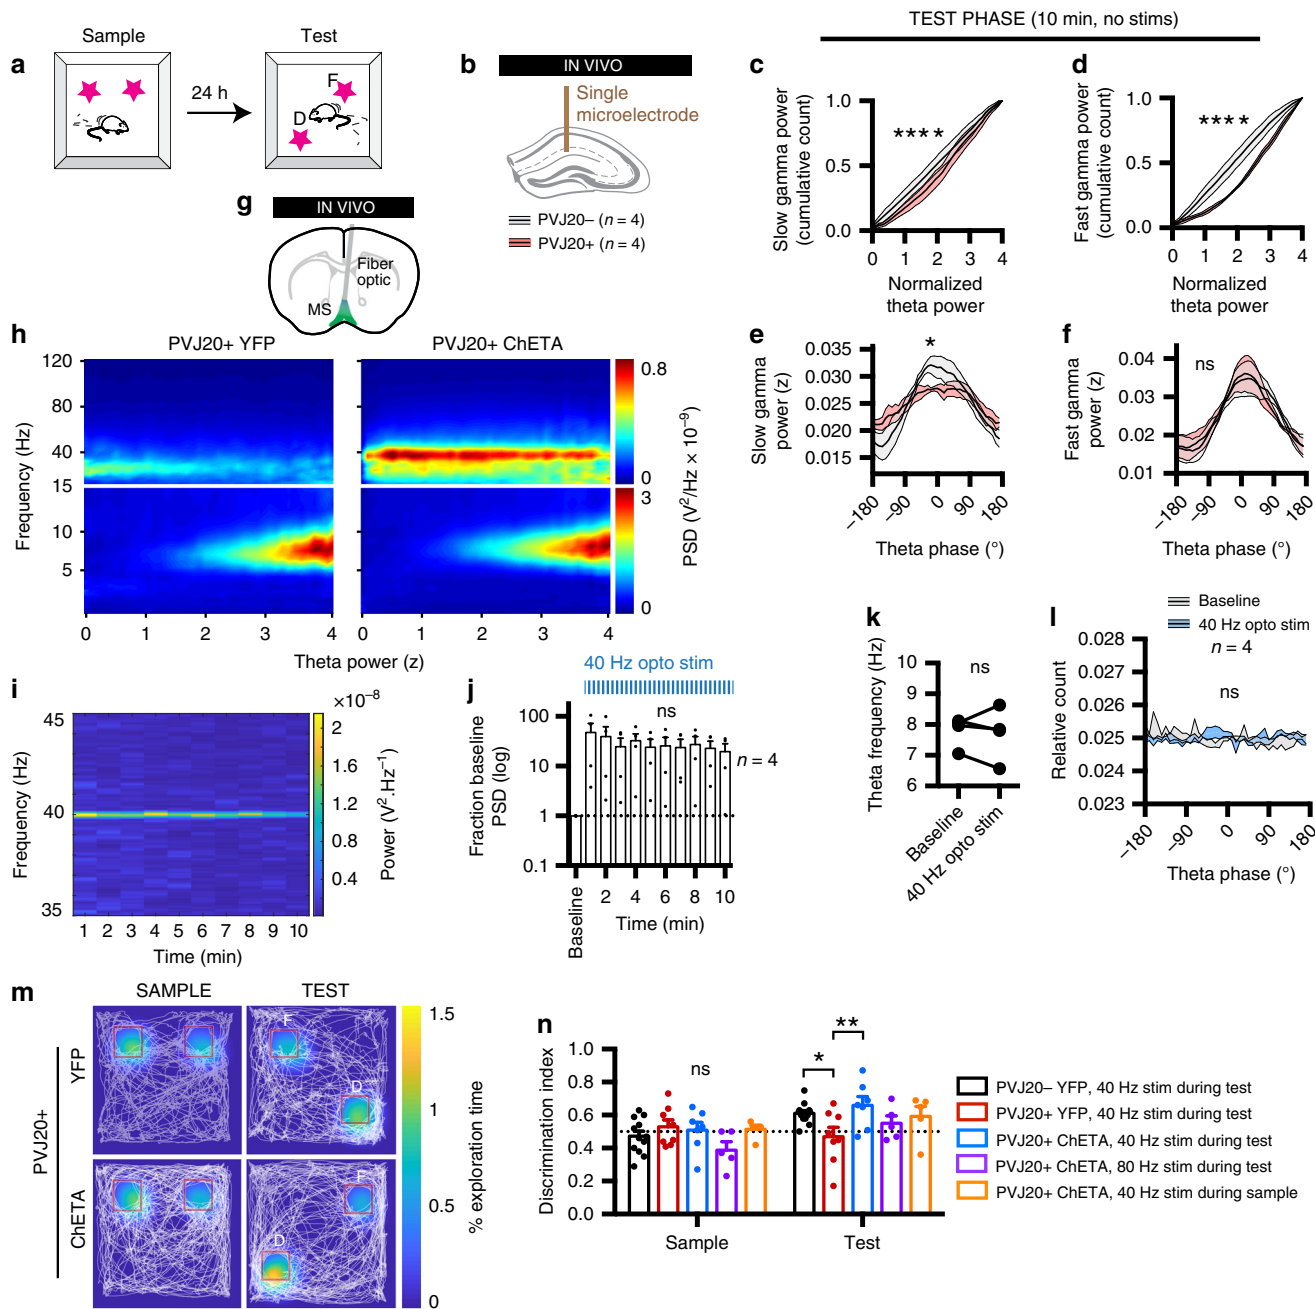 TEST PHASE (10 min, no stims)
a
Sample
Test
24 h
F
D
b
IN VIVO
Single
microelectrode
PVJ20– (n = 4)
PVJ20+ (n = 4)
c
Slow gamma power
(cumulative count)
1.0
0.5
0.0
****
0 1 2 3 4
Normalized
theta power
d
Fast gamma power
(cumulative count)
1.0
0.5
0.0
****
0 1 2 3 4
Normalized
theta power
e
Slow gamma
power (z)
0.035
0.030
0.025
0.020
0.015
*
–180 –90 0 90 180
Theta phase (°)
f
Fast gamma
power (z)
0.04
0.03
0.02
0.01
ns
–180 –90 0 90 180
Theta phase (°)
g
IN VIVO
Fiber
optic
MS
h
PVJ20+ YFP
PVJ20+ ChETA
Frequency (Hz)
120
80
40
15
10
5
0 1 2 3 4
0 1 2 3 4
Theta power (z)
0.8
0
3
0
PSD (V²/Hz × 10⁻⁹)
i
Frequency (Hz)
45
40
35
1 2 3 4 5 6 7 8 9 10
Time (min)
×10⁻⁸
2
1.6
1.2
0.8
0.4
Power (V².Hz⁻¹)
j
40 Hz opto stim
Fraction baseline
PSD (log)
100
10
1
0.1
ns
n = 4
Baseline
2 4 6 8 10
Time (min)
k
Theta frequency (Hz)
10
9
8
7
6
ns
Baseline
40 Hz opto stim
l
Baseline
40 Hz opto stim
n = 4
Relative count
0.028
0.027
0.026
0.025
0.024
0.023
ns
–180 –90 0 90 180
Theta phase (°)
m
SAMPLE
TEST
PVJ20+
YFP
ChETA
F
D
F
D
1.5
1
0.5
0
% exploration time
n
Discrimination index
1.0
0.8
0.6
0.4
0.2
0.0
ns
*
**
Sample
Test
PVJ20– YFP, 40 Hz stim during test
PVJ20+ YFP, 40 Hz stim during test
PVJ20+ ChETA, 40 Hz stim during test
PVJ20+ ChETA, 80 Hz stim during test
PVJ20+ ChETA, 40 Hz stim during sample